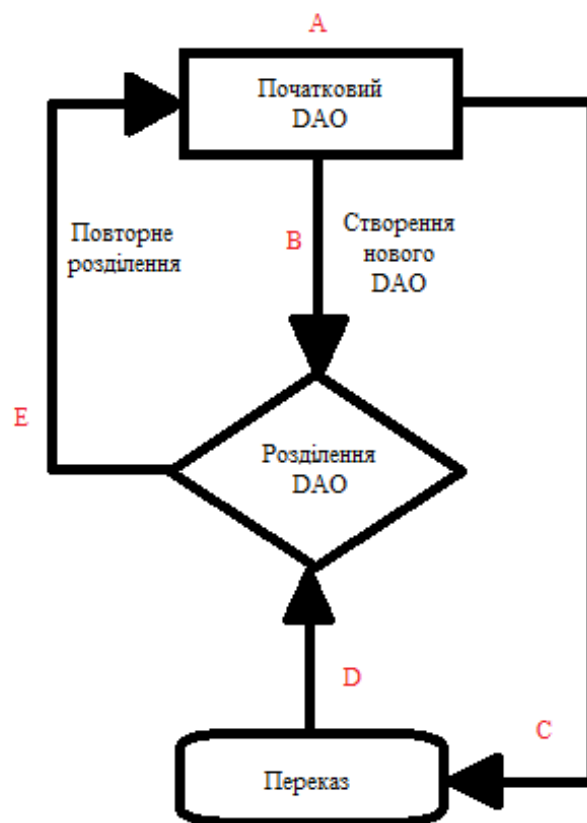 A
Початковий
DAO
Повторне
розділення
B
Створення
нового
DAO
E
Розділення
DAO
D
C
Переказ